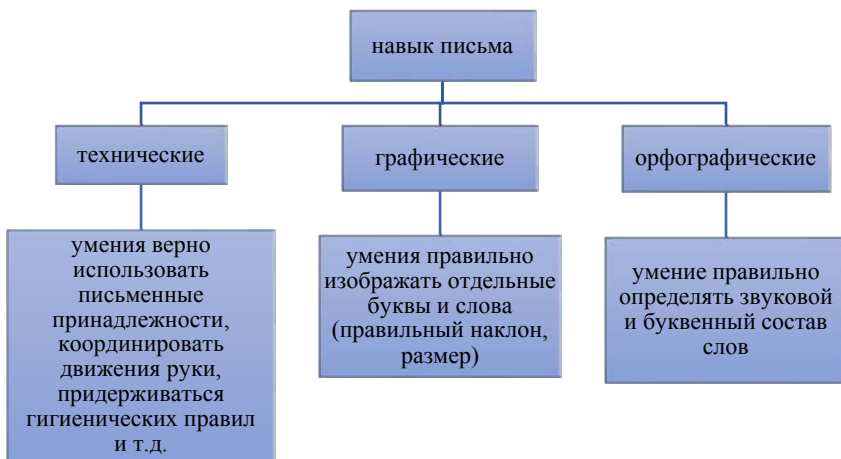 навык письма
технические
графические
орфографические
умения верно
использовать
письменные
принадлежности,
координировать
движения руки,
придерживаться
гигиенических правил
и т.д.
умения правильно
изображать отдельные
буквы и слова
(правильный наклон,
размер)
умение правильно
определять звуковой
и буквенный состав
слов